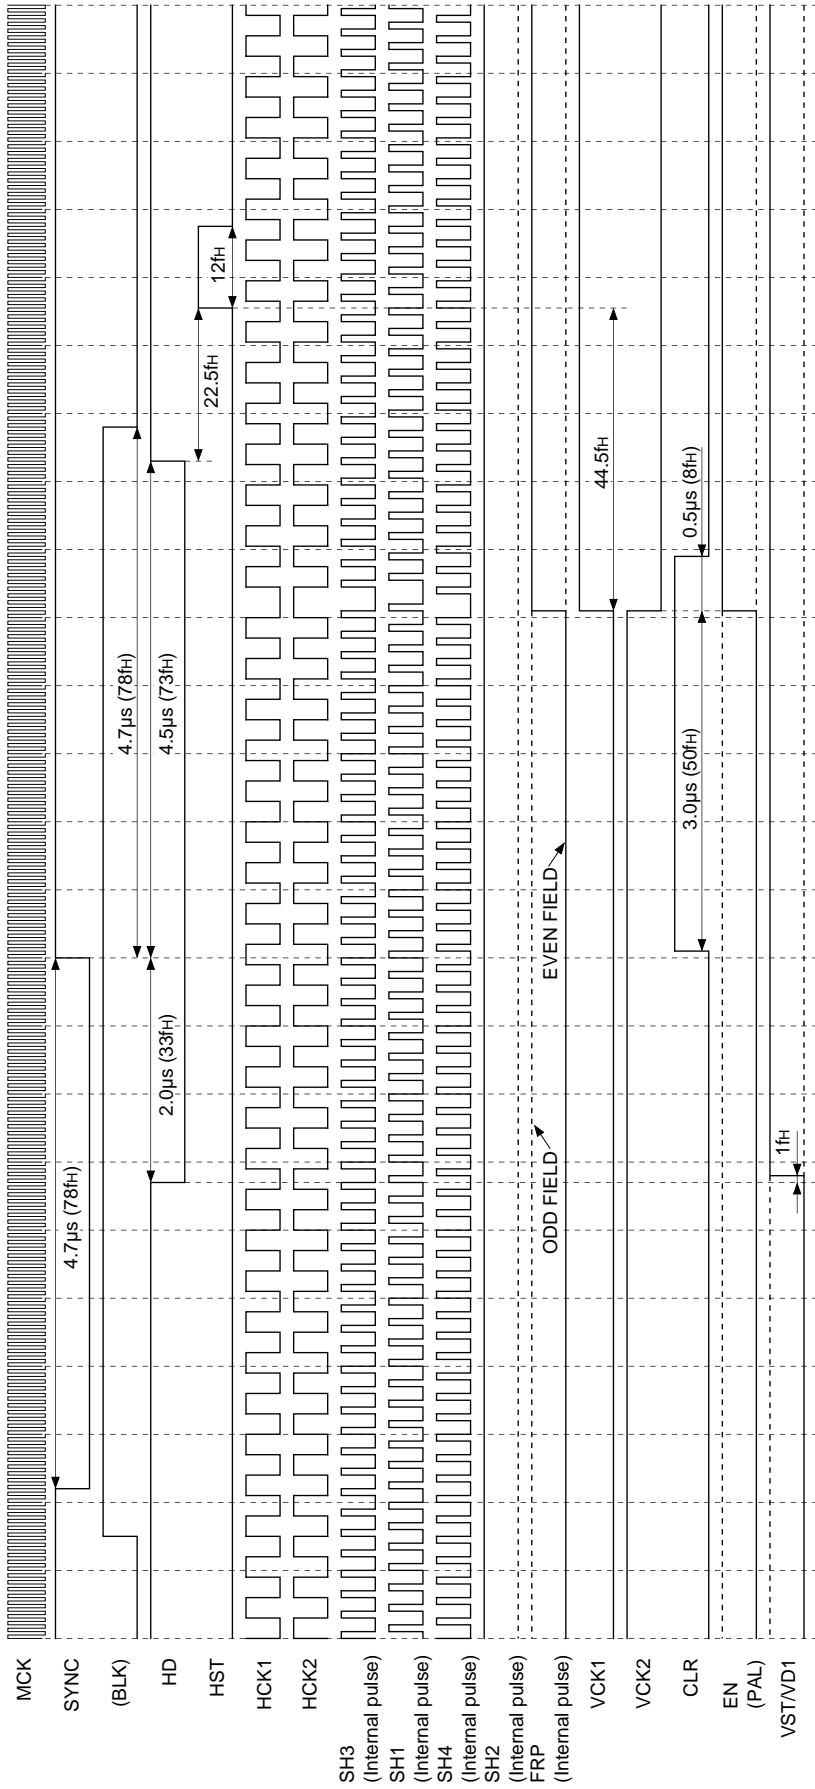 MCK
SYNC
(BLK)
HD
HST
HCK1
HCK2
SH3
(Internal pulse)
SH1
(Internal pulse)
SH4
(Internal pulse)
SH2
(Internal pulse)
FRP
(Internal pulse)
VCK1
VCK2
CLR
EN
(PAL)
VST/VD1
4.7µs (78fH)
4.7µs (78fH)
2.0µs (33fH)
4.5µs (73fH)
22.5fH
12fH
ODD FIELD
EVEN FIELD
44.5fH
3.0µs (50fH)
0.5µs (8fH)
1fH